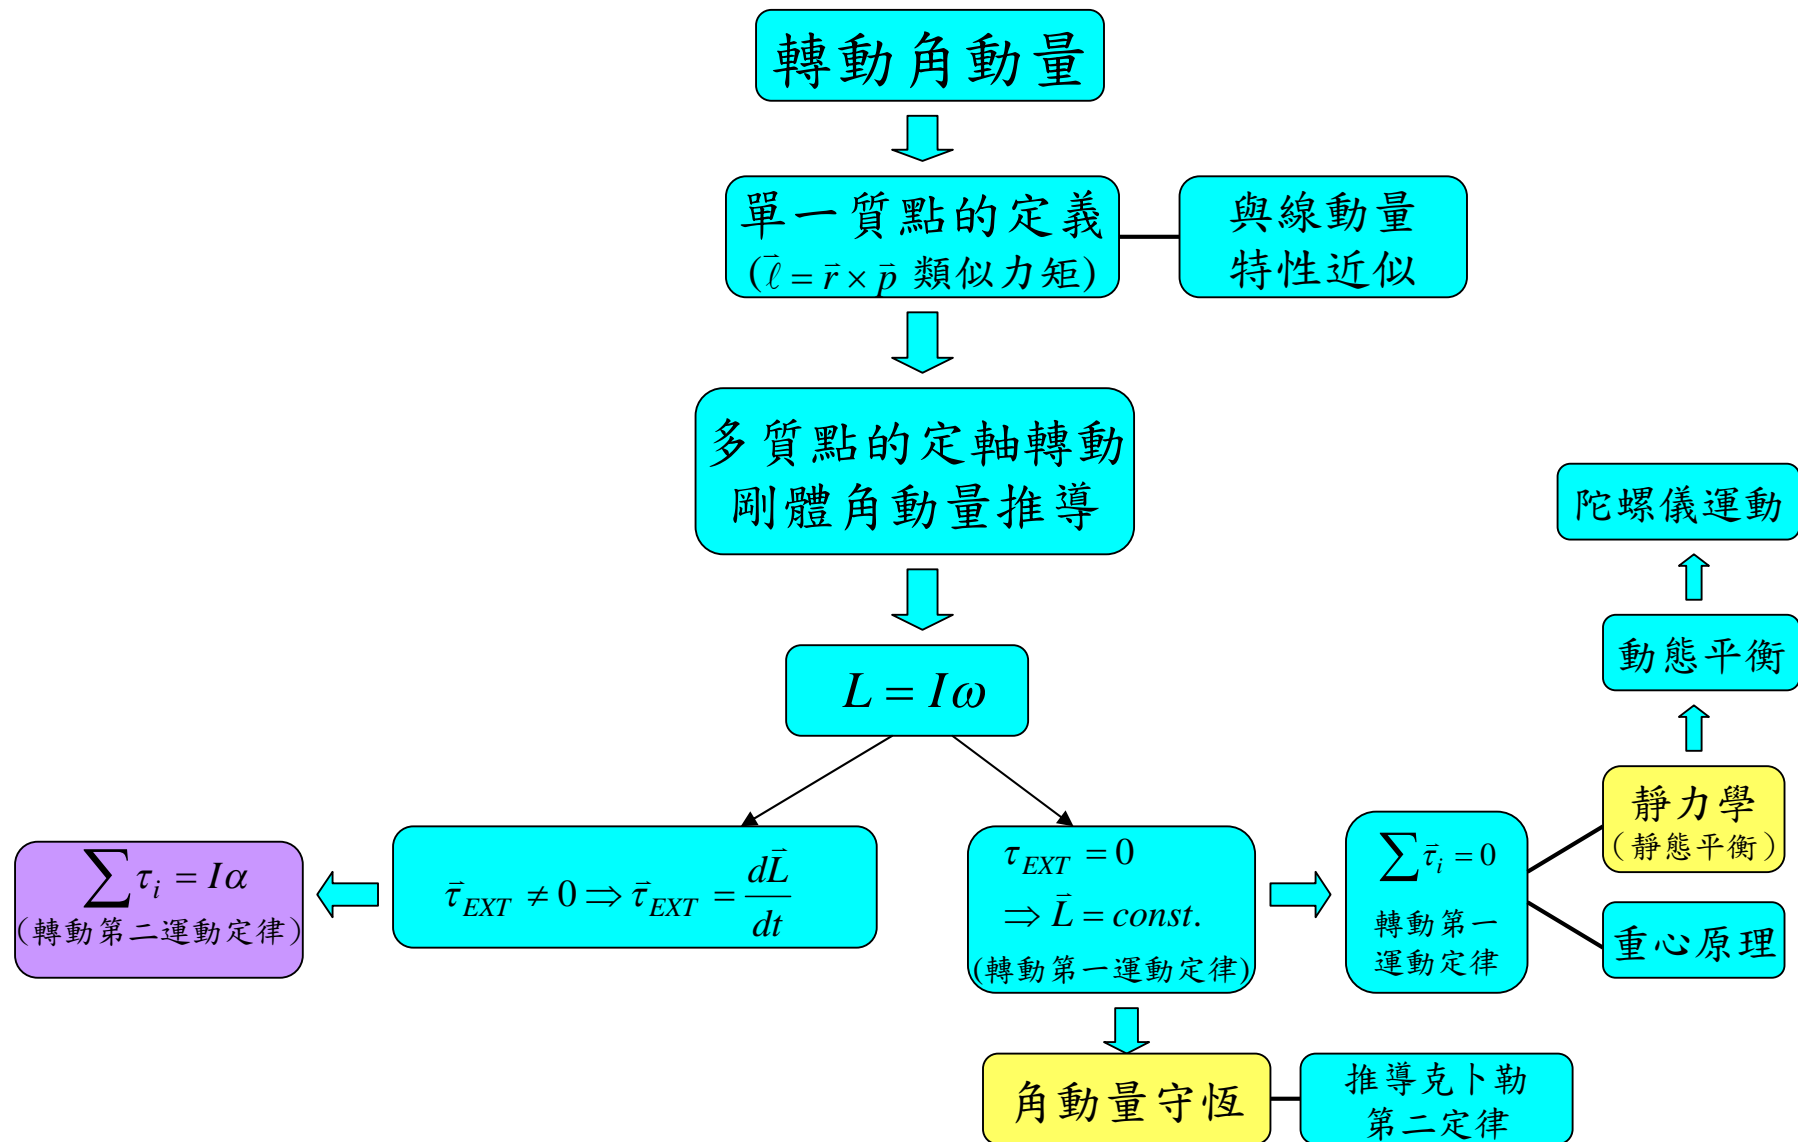 轉動角動量
單一質點的定義
(ℓ⃗ = r⃗ × p⃗ 類似力矩)
與線動量
特性近似
多質點的定軸轉動
剛體角動量推導
陀螺儀運動
動態平衡
L = Iω
靜力學
(靜態平衡)
∑τ_i = Iα
(轉動第二運動定律)
τ⃗_EXT ≠ 0 ⇒ τ⃗_EXT = dL⃗/dt
τ_EXT = 0
⇒ L⃗ = const.
(轉動第一運動定律)
∑τ⃗_i = 0
轉動第一
運動定律
重心原理
角動量守恆
推導克卜勒
第二定律